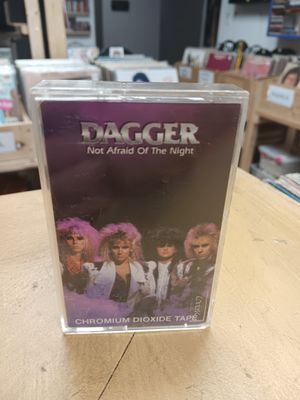 DAGGER
Not Afraid Of The Night
CHROMIUM DIOXIDE TAPE